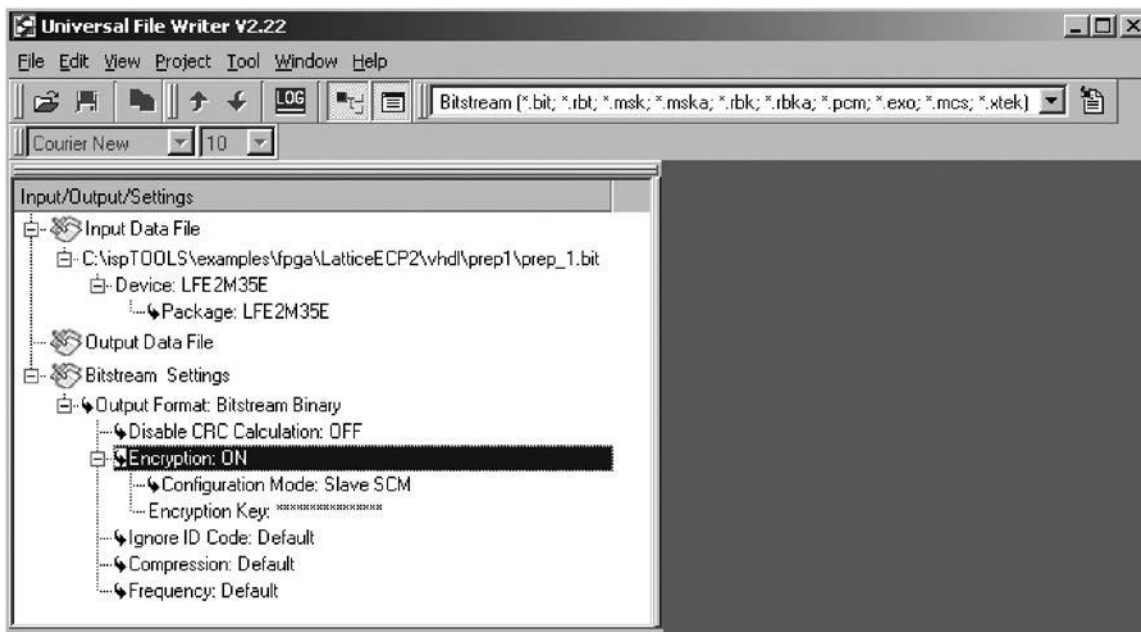 Universal File Writer V2.22
File Edit View Project Tool Window Help
LOG Bitstream (*.bit; *.rbt; *.msk; *.mska; *.rbk; *.rbka; *.pcm; *.exo; *.mcs; *.xtek)
Courier New 10
Input/Output/Settings
Input Data File
C:\ispTOOLS\examples\fpga\LatticeECP2\vhdl\prep1\prep_1.bit
Device: LFE2M35E
Package: LFE2M35E
Output Data File
Bitstream Settings
Output Format: Bitstream Binary
Disable CRC Calculation: OFF
Encryption: ON
Configuration Mode: Slave SCM
Encryption Key: ****************
Ignore ID Code: Default
Compression: Default
Frequency: Default